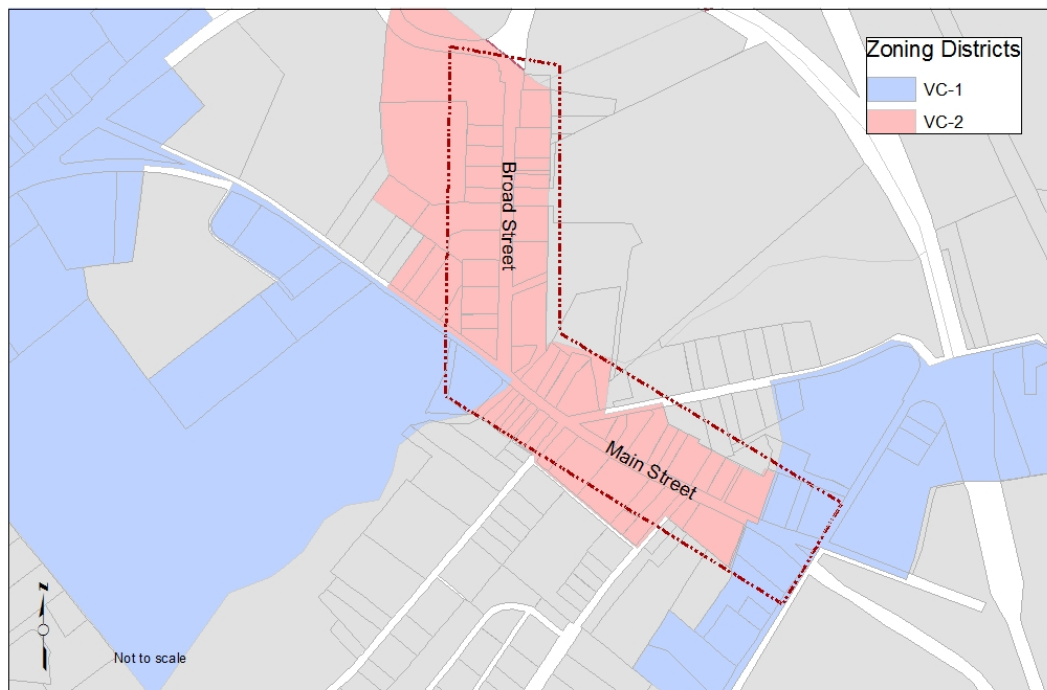 Zoning Districts
VC-1
VC-2
Broad Street
Main Street
N
Not to scale